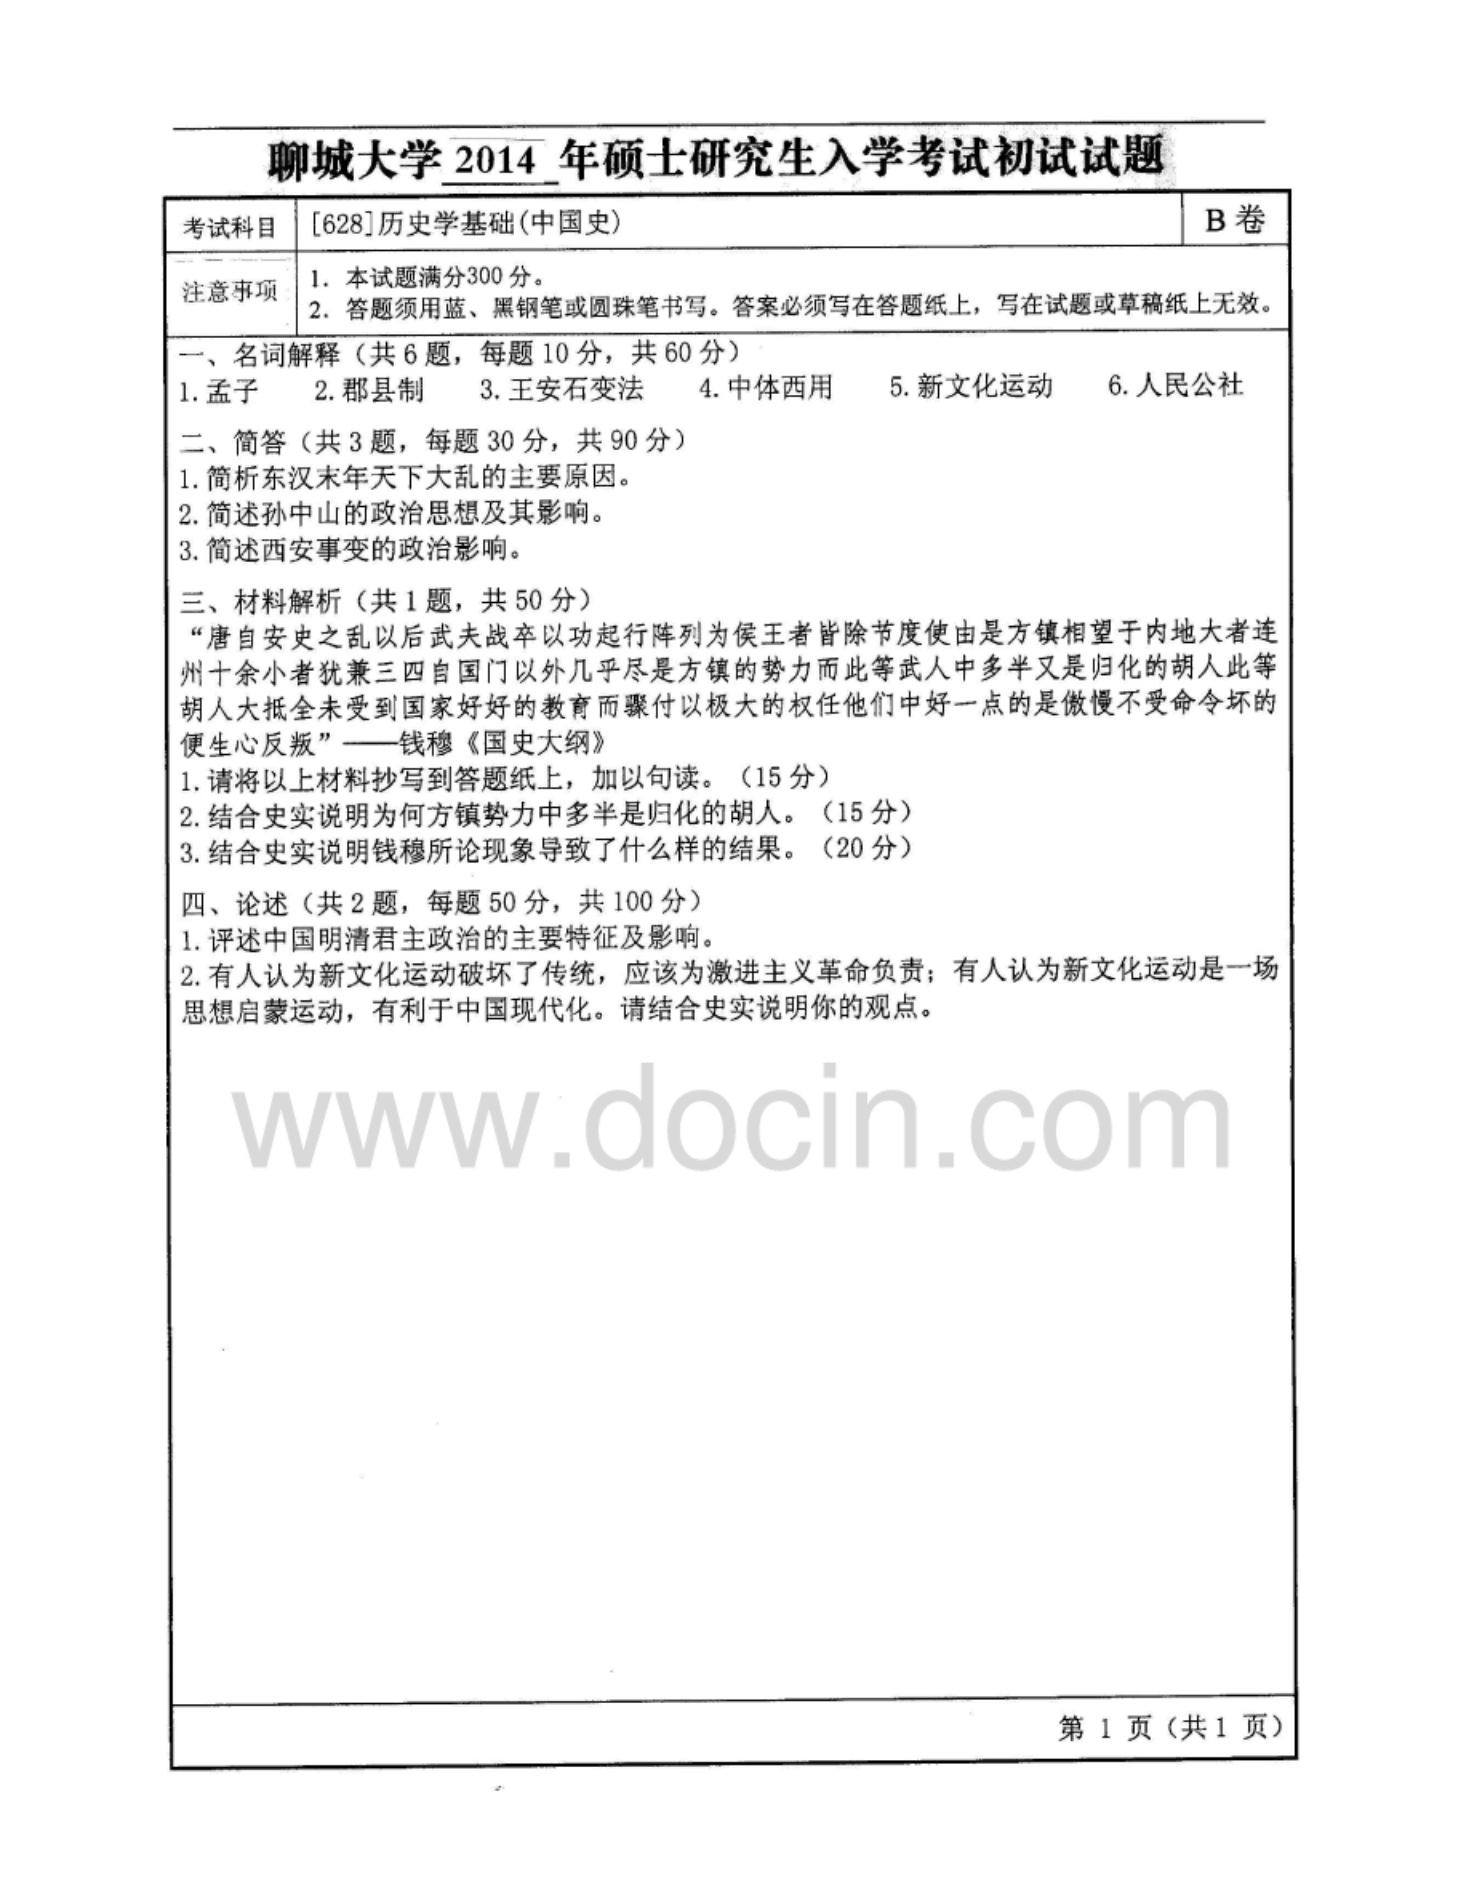 聊城大学 2014 年硕士研究生入学考试初试试题
考试科目 [628]历史学基础(中国史) B 卷
注意事项
1. 本试题满分300 分。
2. 答题须用蓝、黑钢笔或圆珠笔书写。答案必须写在答题纸上，写在试题或草稿纸上无效。
一、名词解释（共 6 题，每题 10 分，共 60 分）
1.孟子 2.郡县制 3.王安石变法 4.中体西用 5.新文化运动 6.人民公社
二、简答（共 3 题，每题 30 分，共 90 分）
1.简析东汉末年天下大乱的主要原因。
2.简述孙中山的政治思想及其影响。
3.简述西安事变的政治影响。
三、材料解析（共 1 题，共 50 分）
“唐自安史之乱以后武夫战卒以功起行阵列为侯王者皆除节度使由是方镇相望于内地大者连
州十余小者犹兼三四自国门以外几乎尽是方镇的势力而此等武人中多半又是归化的胡人此等
胡人大抵全未受到国家好好的教育而骤付以极大的权任他们中好一点的是傲慢不受命令坏的
便生心反叛”——钱穆《国史大纲》
1.请将以上材料抄写到答题纸上，加以句读。（15 分）
2.结合史实说明为何方镇势力中多半是归化的胡人。（15 分）
3.结合史实说明钱穆所论现象导致了什么样的结果。（20 分）
四、论述（共 2 题，每题 50 分，共 100 分）
1.评述中国明清君主政治的主要特征及影响。
2.有人认为新文化运动破坏了传统，应该为激进主义革命负责；有人认为新文化运动是一场
思想启蒙运动，有利于中国现代化。请结合史实说明你的观点。
www.docin.com
第 1 页（共 1 页）